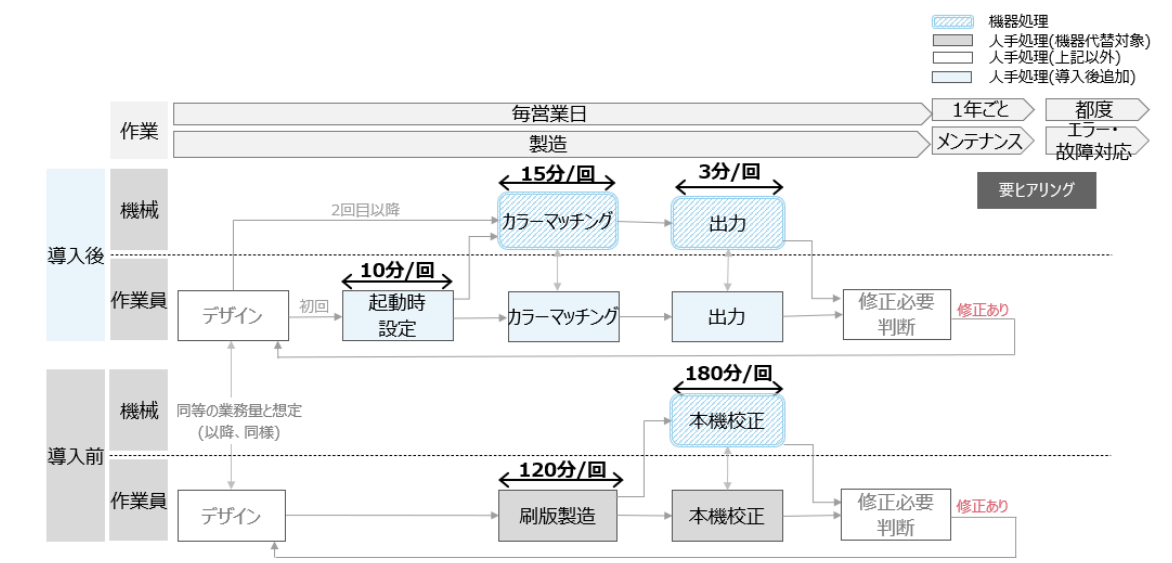 機器処理
人手処理(機器代替対象)
人手処理(上記以外)
人手処理(導入後追加)
作業
毎営業日
1年ごと
都度
製造
メンテナンス
エラー・
故障対応
要ヒアリング
導入後
機械
2回目以降
15分/回
カラーマッチング
3分/回
出力
作業員
デザイン
初回
10分/回
起動時
設定
カラーマッチング
出力
修正必要
判断
修正あり
同等の業務量と想定
(以降、同様)
導入前
機械
180分/回
本機校正
作業員
デザイン
120分/回
刷版製造
本機校正
修正必要
判断
修正あり